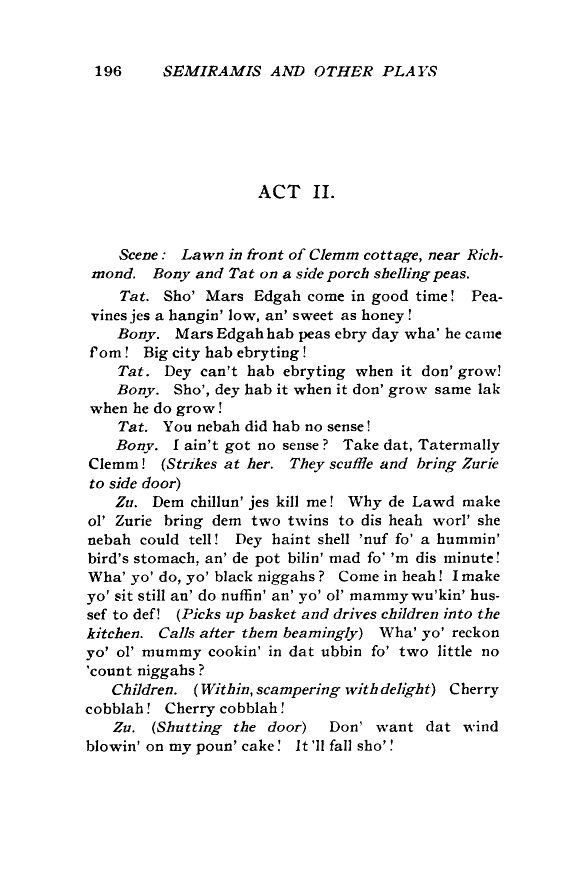 196 SEMIRAMIS AND OTHER PLAYS
ACT II.
Scene: Lawn in front of Clemm cottage, near Rich-
mond. Bony and Tat on a side porch shelling peas.
Tat. Sho' Mars Edgah come in good time! Pea-
vines jes a hangin' low, an' sweet as honey!
Bony. Mars Edgah hab peas ebry day wha' he came
f'om! Big city hab ebryting!
Tat. Dey can't hab ebryting when it don' grow!
Bony. Sho', dey hab it when it don' grow same lak
when he do grow!
Tat. You nebah did hab no sense!
Bony. I ain't got no sense? Take dat, Tatermally
Clemm! (Strikes at her. They scuffle and bring Zurie
to side door)
Zu. Dem chillun' jes kill me! Why de Lawd make
ol' Zurie bring dem two twins to dis heah worl' she
nebah could tell! Dey haint shell 'nuf fo' a hummin'
bird's stomach, an' de pot bilin' mad fo' 'm dis minute!
Wha' yo' do, yo' black niggahs? Come in heah! I make
yo' sit still an' do nuffin' an' yo' ol' mammy wu'kin' hus-
sef to def! (Picks up basket and drives children into the
kitchen. Calls after them beamingly) Wha' yo' reckon
yo' ol' mummy cookin' in dat ubbin fo' two little no
'count niggahs?
Children. (Within, scampering with delight) Cherry
cobblah! Cherry cobblah!
Zu. (Shutting the door) Don' want dat wind
blowin' on my poun' cake! It 'll fall sho'!